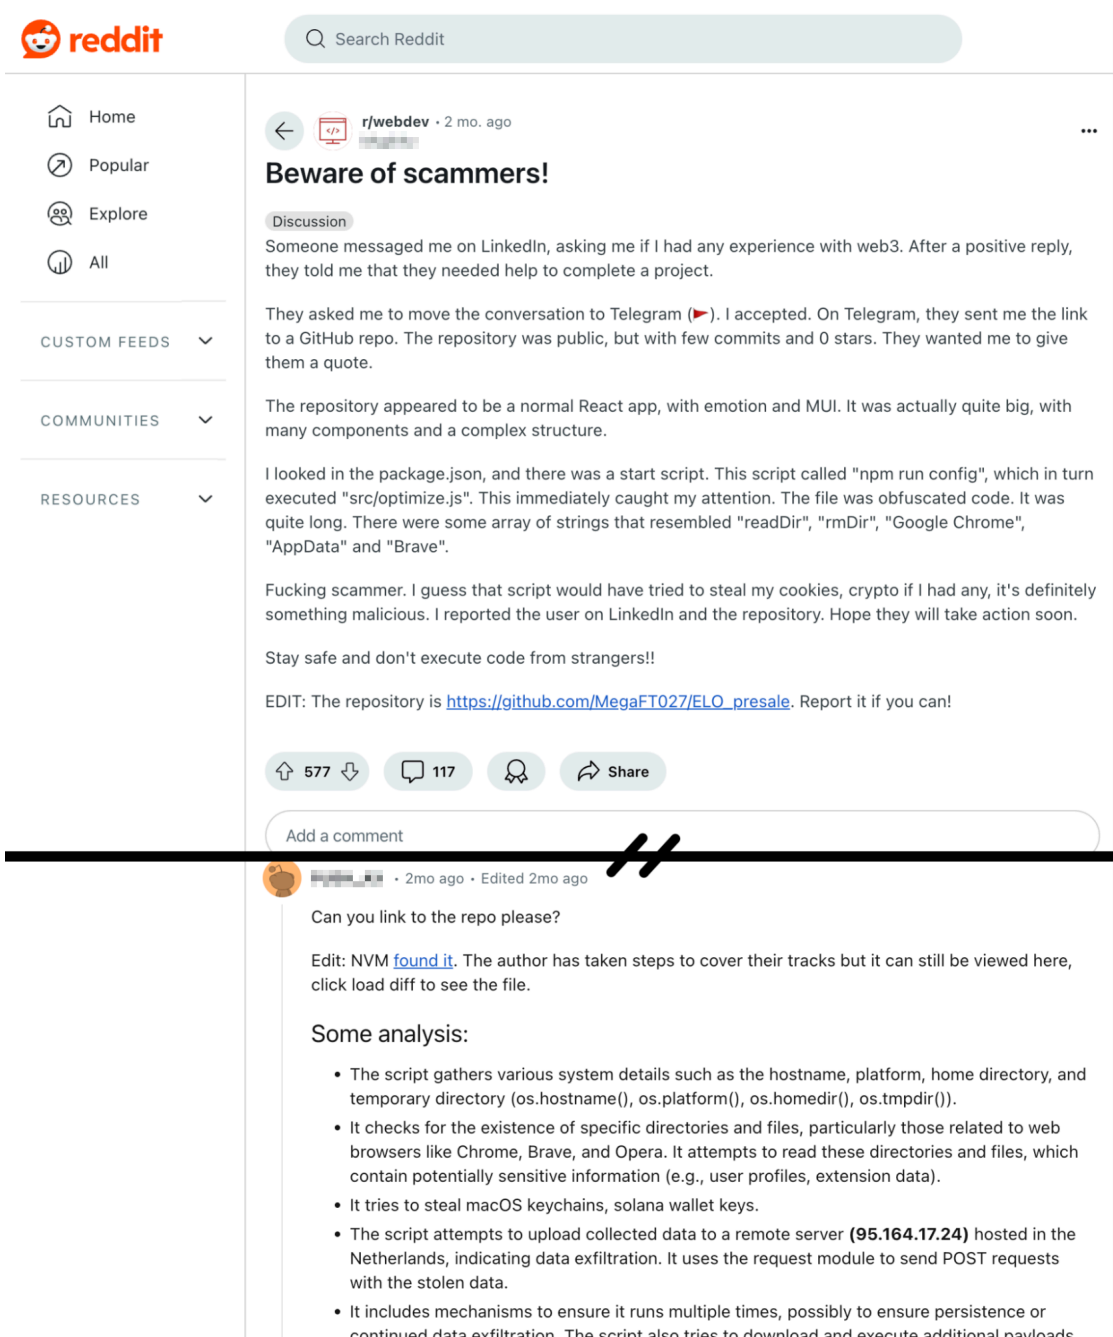 reddit
Search Reddit
Home
Popular
Explore
All
CUSTOM FEEDS
COMMUNITIES
RESOURCES
r/webdev • 2 mo. ago
Beware of scammers!
Discussion
Someone messaged me on LinkedIn, asking me if I had any experience with web3. After a positive reply,
they told me that they needed help to complete a project.
They asked me to move the conversation to Telegram (🚩). I accepted. On Telegram, they sent me the link
to a GitHub repo. The repository was public, but with few commits and 0 stars. They wanted me to give
them a quote.
The repository appeared to be a normal React app, with emotion and MUI. It was actually quite big, with
many components and a complex structure.
I looked in the package.json, and there was a start script. This script called "npm run config", which in turn
executed "src/optimize.js". This immediately caught my attention. The file was obfuscated code. It was
quite long. There were some array of strings that resembled "readDir", "rmDir", "Google Chrome",
"AppData" and "Brave".
Fucking scammer. I guess that script would have tried to steal my cookies, crypto if I had any, it's definitely
something malicious. I reported the user on LinkedIn and the repository. Hope they will take action soon.
Stay safe and don't execute code from strangers!!
EDIT: The repository is https://github.com/MegaFT027/ELO_presale. Report it if you can!
577
117
Share
Add a comment
• 2mo ago • Edited 2mo ago
Can you link to the repo please?
Edit: NVM found it. The author has taken steps to cover their tracks but it can still be viewed here,
click load diff to see the file.
Some analysis:
• The script gathers various system details such as the hostname, platform, home directory, and
temporary directory (os.hostname(), os.platform(), os.homedir(), os.tmpdir()).
• It checks for the existence of specific directories and files, particularly those related to web
browsers like Chrome, Brave, and Opera. It attempts to read these directories and files, which
contain potentially sensitive information (e.g., user profiles, extension data).
• It tries to steal macOS keychains, solana wallet keys.
• The script attempts to upload collected data to a remote server (95.164.17.24) hosted in the
Netherlands, indicating data exfiltration. It uses the request module to send POST requests
with the stolen data.
• It includes mechanisms to ensure it runs multiple times, possibly to ensure persistence or
continued data exfiltration. The script also tries to download and execute additional payloads